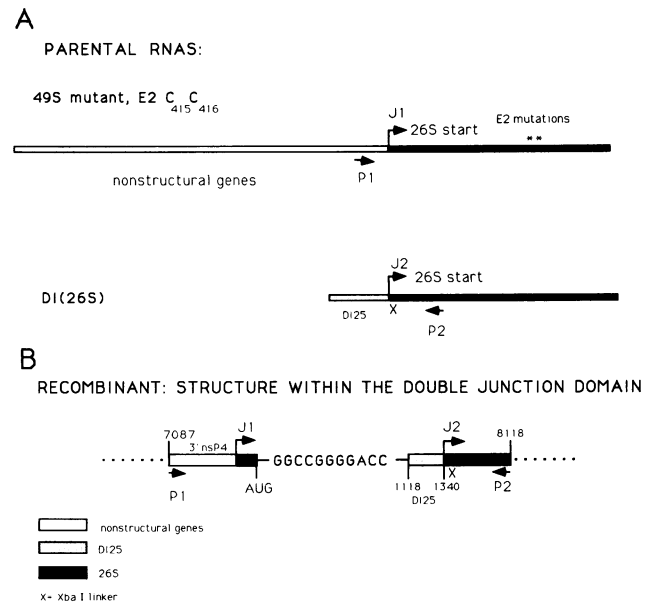 A
PARENTAL RNAS:
49S mutant, E2 C415C416
J1
26S start
E2 mutations
**
P1
nonstructural genes
J2
26S start
DI(26S)
DI25
X
P2
B
RECOMBINANT: STRUCTURE WITHIN THE DOUBLE JUNCTION DOMAIN
7087 3'nsP4 J1 J2 8118
GGCCGGGGACC
P1 AUG 1118 1340 X P2
DI25
nonstructural genes
DI25
26S
X= Xba I linker